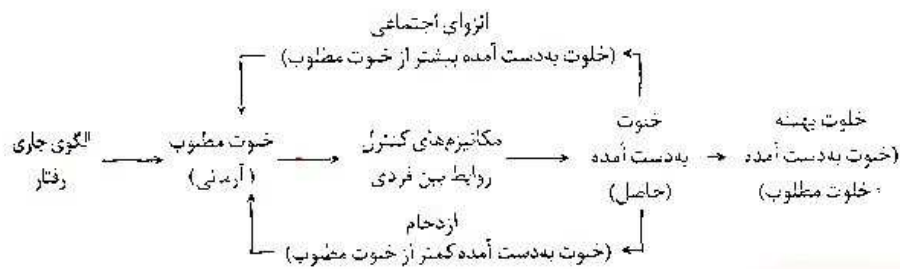 انزوای اجتماعی
(خلوت به‌دست آمده بیشتر از خلوت مطلوب)
الگوی جاری
رفتار
خلوت مطلوب
(آرمانی)
مکانیزم‌های کنترل
روابط بین فردی
خلوت
به‌دست آمده
(حاصل)
خلوت بهینه
(خلوت به‌دست آمده
= خلوت مطلوب)
ازدحام
(خلوت به‌دست آمده کمتر از خلوت مطلوب)